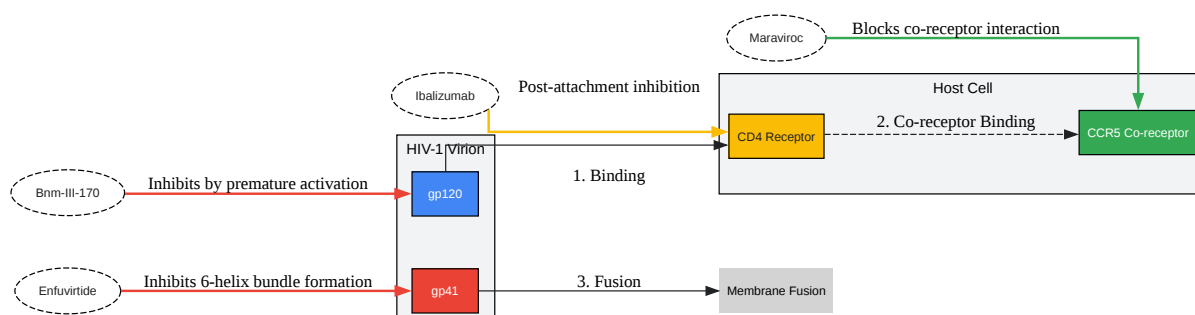 Maraviroc
Blocks co-receptor interaction
Host Cell
Ibalizumab
Post-attachment inhibition
CD4 Receptor
2. Co-receptor Binding
CCR5 Co-receptor
HIV-1 Virion
1. Binding
Bnm-III-170
Inhibits by premature activation
gp120
Enfuvirtide
Inhibits 6-helix bundle formation
gp41
3. Fusion
Membrane Fusion